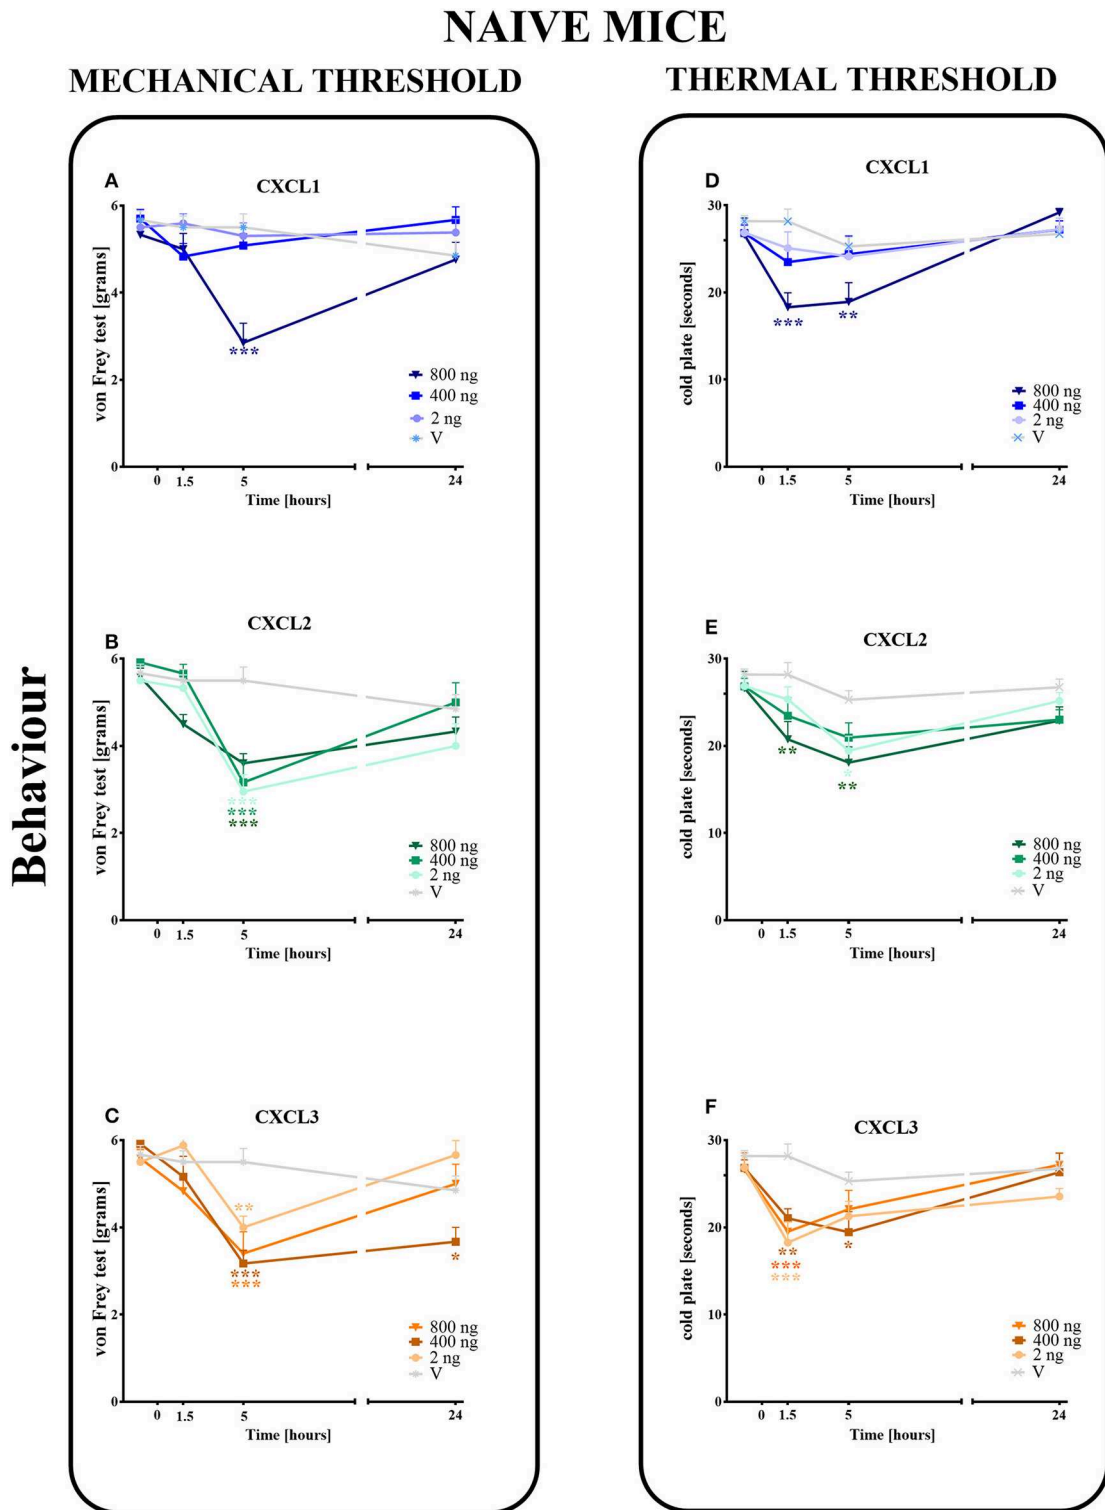 NAIVE MICE
MECHANICAL THRESHOLD
THERMAL THRESHOLD
Behaviour
A
CXCL1
von Frey test [grams]
6
4
2
0
0 1.5 5 24
Time [hours]
***
800 ng
400 ng
2 ng
V
D
CXCL1
cold plate [seconds]
30
20
10
0
0 1.5 5 24
Time [hours]
***
**
800 ng
400 ng
2 ng
V
B
CXCL2
von Frey test [grams]
6
4
2
0
0 1.5 5 24
Time [hours]
***
***
***
800 ng
400 ng
2 ng
V
E
CXCL2
cold plate [seconds]
30
20
10
0
0 1.5 5 24
Time [hours]
**
*
**
800 ng
400 ng
2 ng
V
C
CXCL3
von Frey test [grams]
6
4
2
0
0 1.5 5 24
Time [hours]
**
***
***
*
800 ng
400 ng
2 ng
V
F
CXCL3
cold plate [seconds]
30
20
10
0
0 1.5 5 24
Time [hours]
**
***
***
*
800 ng
400 ng
2 ng
V